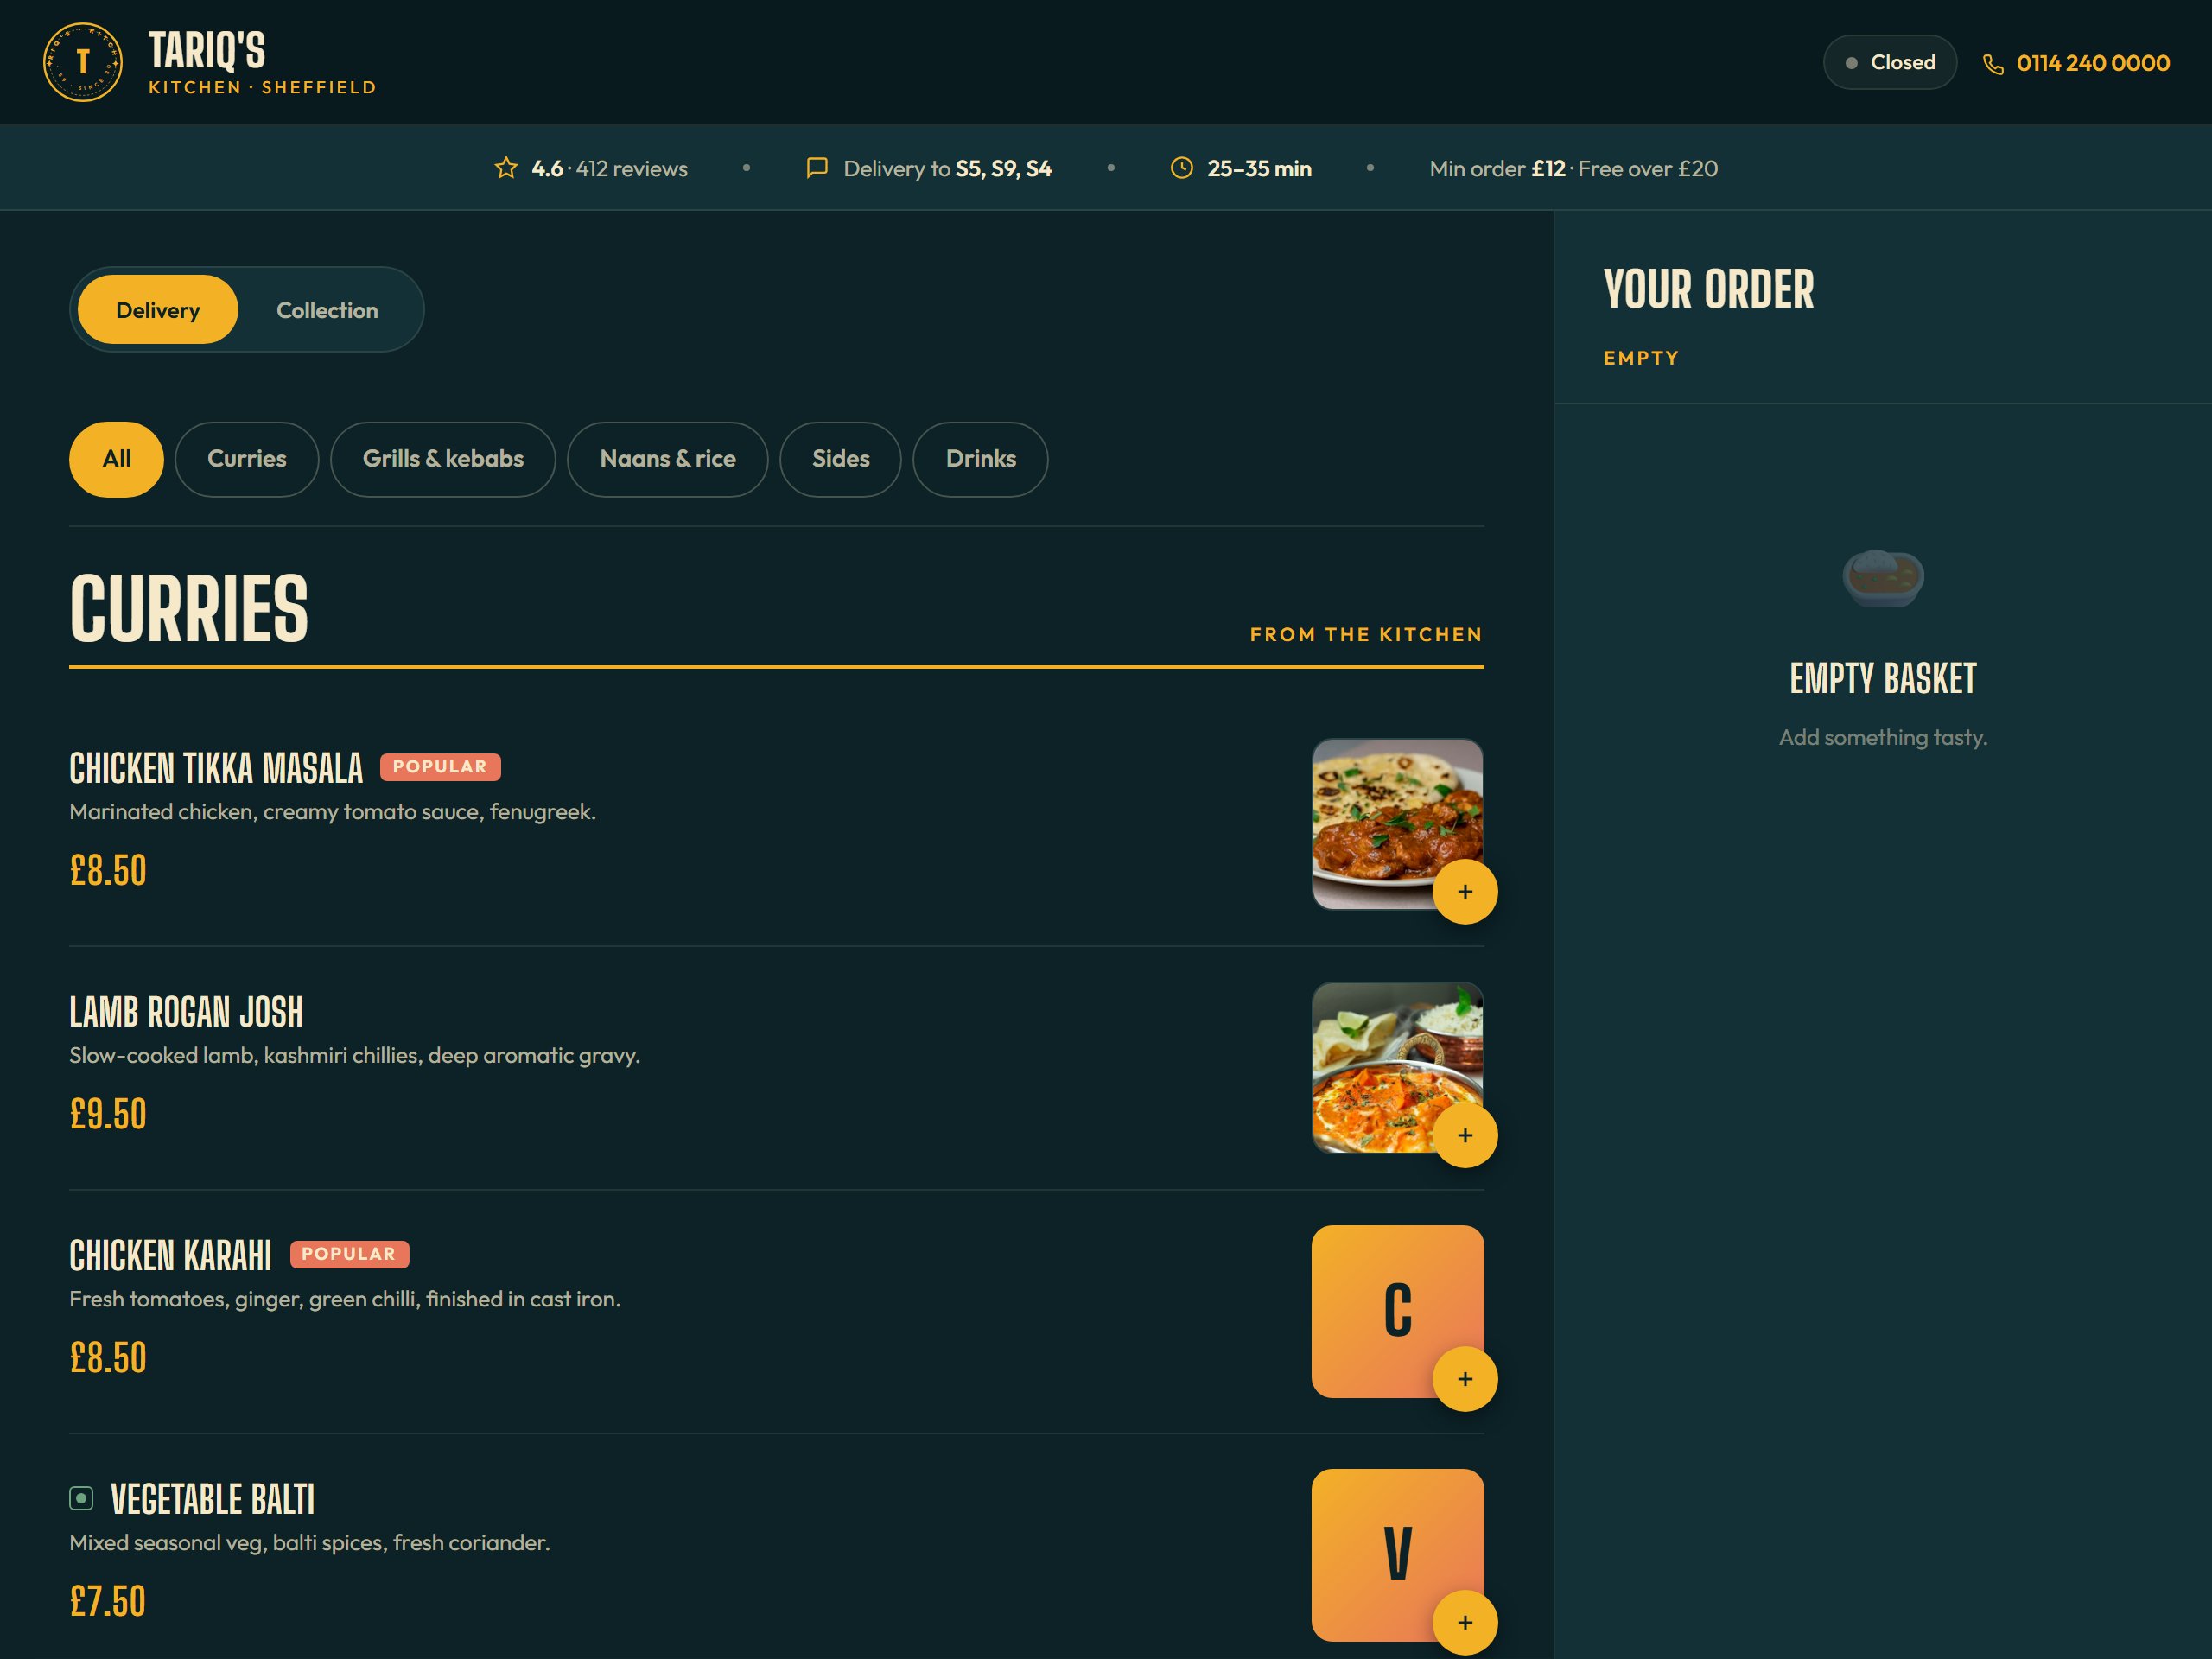 T
TARIQ'S
KITCHEN · SHEFFIELD
Closed
0114 240 0000
4.6 · 412 reviews
Delivery to S5, S9, S4
25–35 min
Min order £12 · Free over £20
Delivery
Collection
All
Curries
Grills & kebabs
Naans & rice
Sides
Drinks
CURRIES
FROM THE KITCHEN
CHICKEN TIKKA MASALA
POPULAR
Marinated chicken, creamy tomato sauce, fenugreek.
£8.50
+
LAMB ROGAN JOSH
Slow-cooked lamb, kashmiri chillies, deep aromatic gravy.
£9.50
+
CHICKEN KARAHI
POPULAR
Fresh tomatoes, ginger, green chilli, finished in cast iron.
£8.50
C
+
VEGETABLE BALTI
Mixed seasonal veg, balti spices, fresh coriander.
£7.50
V
+
YOUR ORDER
EMPTY
EMPTY BASKET
Add something tasty.